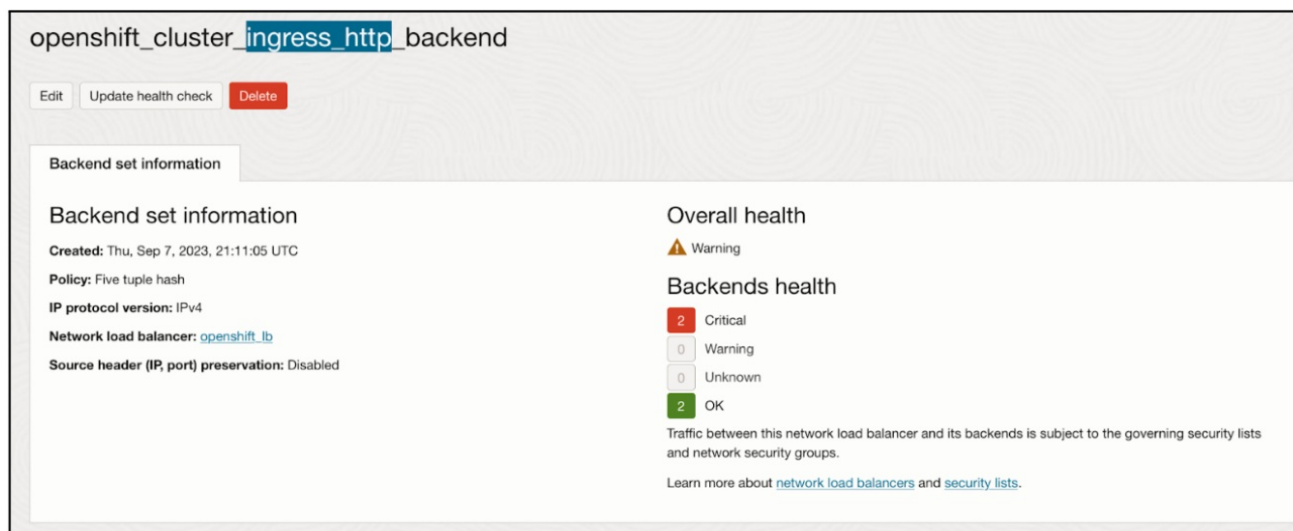 openshift_cluster_ingress_http_backend
Edit
Update health check
Delete
Backend set information
Backend set information
Created: Thu, Sep 7, 2023, 21:11:05 UTC
Policy: Five tuple hash
IP protocol version: IPv4
Network load balancer: openshift_lb
Source header (IP, port) preservation: Disabled
Overall health
Warning
Backends health
2 Critical
0 Warning
0 Unknown
2 OK
Traffic between this network load balancer and its backends is subject to the governing security lists
and network security groups.
Learn more about network load balancers and security lists.